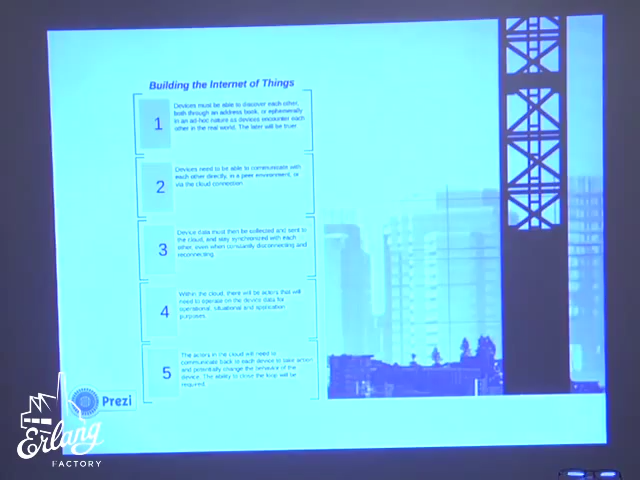 Building the Internet of Things
1
Devices must be able to discover each other,
both through an address book, or ephemerally
in an ad-hoc nature as devices encounter each
other in the real world. The later will be truer.
2
Devices need to be able to communicate with
each other directly, in a peer environment, or
via the cloud connection
3
Device data must then be collected and sent to
the cloud, and stay synchronized with each
other, even when constantly disconnecting and
reconnecting.
4
Within the cloud, there will be actors that will
need to operate on the device data for
operational, situational and application
purposes.
5
The actors in the cloud will need to
communicate back to each device to take action
and potentially change the behavior of the
device. The ability to close the loop will be
required.
Prezi
Erlang
FACTORY